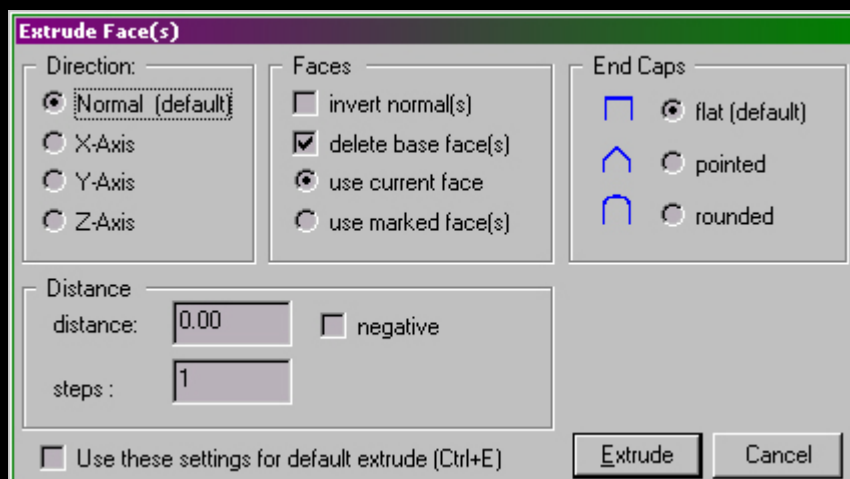 Extrude Face(s)
Direction:
Normal (default)
X-Axis
Y-Axis
Z-Axis
Faces
invert normal(s)
delete base face(s)
use current face
use marked face(s)
End Caps
flat (default)
pointed
rounded
Distance
distance: 0.00 negative
steps : 1
Use these settings for default extrude (Ctrl+E)
Extrude Cancel